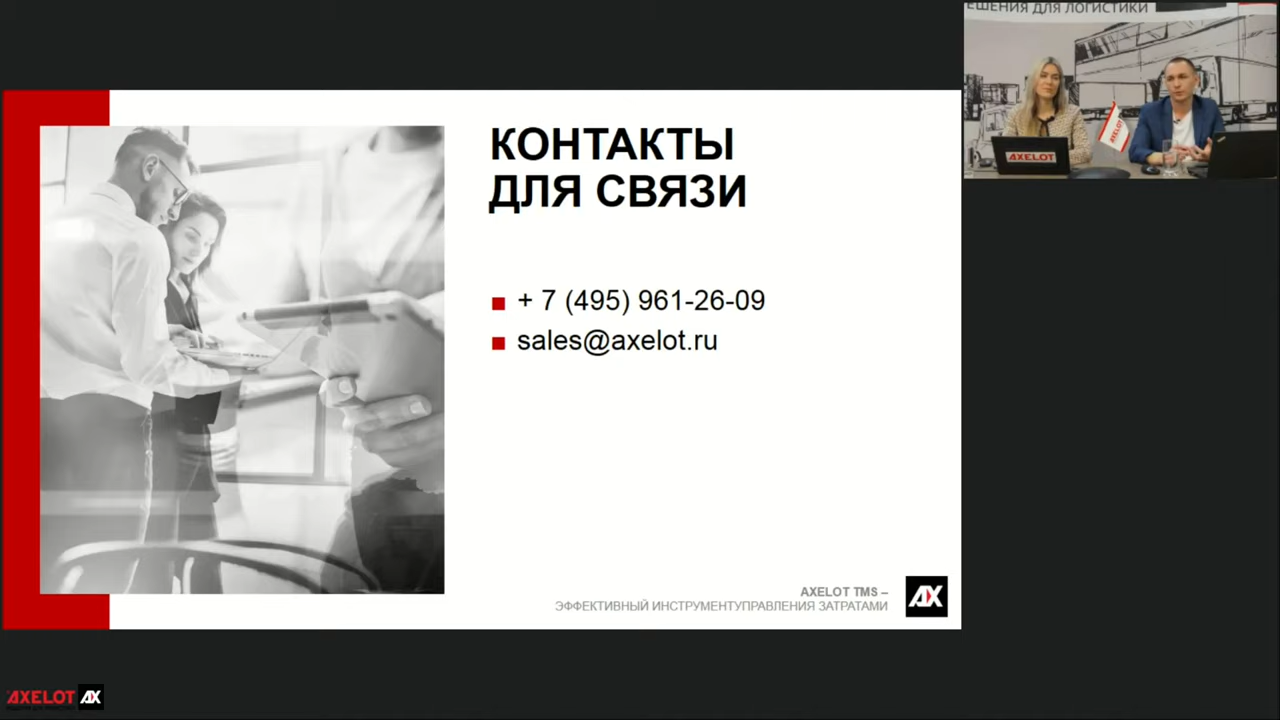 ЕШЕНИЯ ДЛЯ ЛОГИСТИКИ
AXELOT
AXELOT
КОНТАКТЫ
ДЛЯ СВЯЗИ
+ 7 (495) 961-26-09
sales@axelot.ru
AXELOT TMS –
ЭФФЕКТИВНЫЙ ИНСТРУМЕНТУПРАВЛЕНИЯ ЗАТРАТАМИ
AX
AXELOT AX